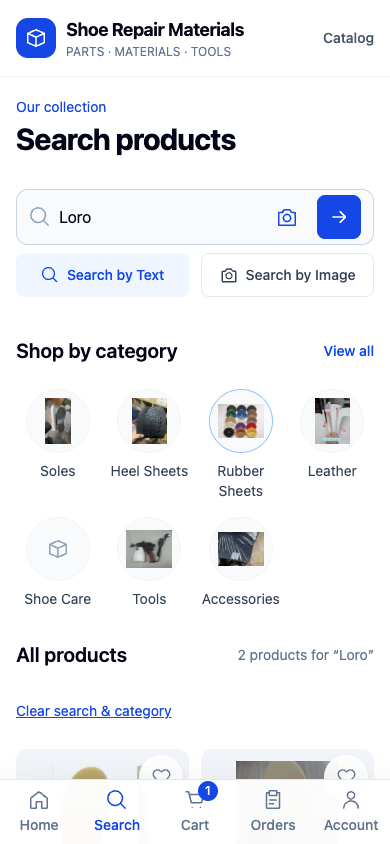 Shoe Repair Materials
PARTS · MATERIALS · TOOLS
Catalog
Our collection
Search products
Loro
Search by Text
Search by Image
Shop by category
View all
Soles
Heel Sheets
Rubber
Sheets
Leather
Shoe Care
Tools
Accessories
All products
2 products for “Loro”
Clear search & category
1
Home
Search
Cart
Orders
Account